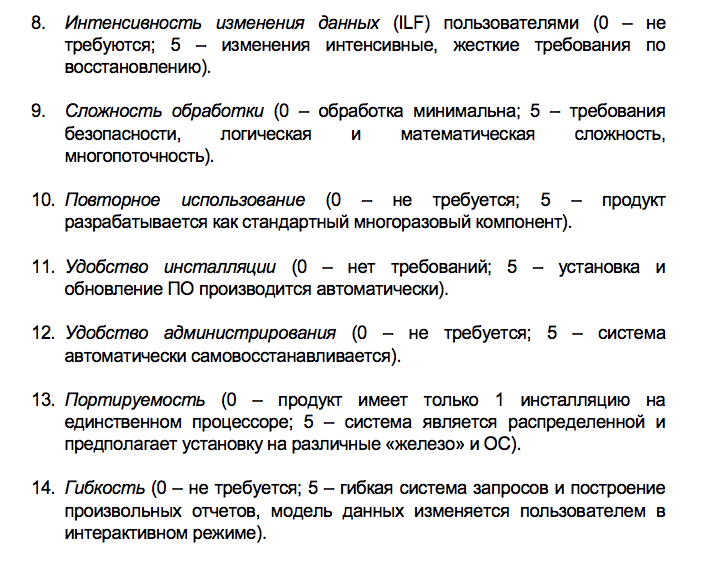 8. Интенсивность изменения данных (ILF) пользователями (0 – не
требуются; 5 – изменения интенсивные, жесткие требования по
восстановлению).
9. Сложность обработки (0 – обработка минимальна; 5 – требования
безопасности, логическая и математическая сложность,
многопоточность).
10. Повторное использование (0 – не требуется; 5 – продукт
разрабатывается как стандартный многоразовый компонент).
11. Удобство инсталляции (0 – нет требований; 5 – установка и
обновление ПО производится автоматически).
12. Удобство администрирования (0 – не требуется; 5 – система
автоматически самовосстанавливается).
13. Портируемость (0 – продукт имеет только 1 инсталляцию на
единственном процессоре; 5 – система является распределенной и
предполагает установку на различные «железо» и ОС).
14. Гибкость (0 – не требуется; 5 – гибкая система запросов и построение
произвольных отчетов, модель данных изменяется пользователем в
интерактивном режиме).